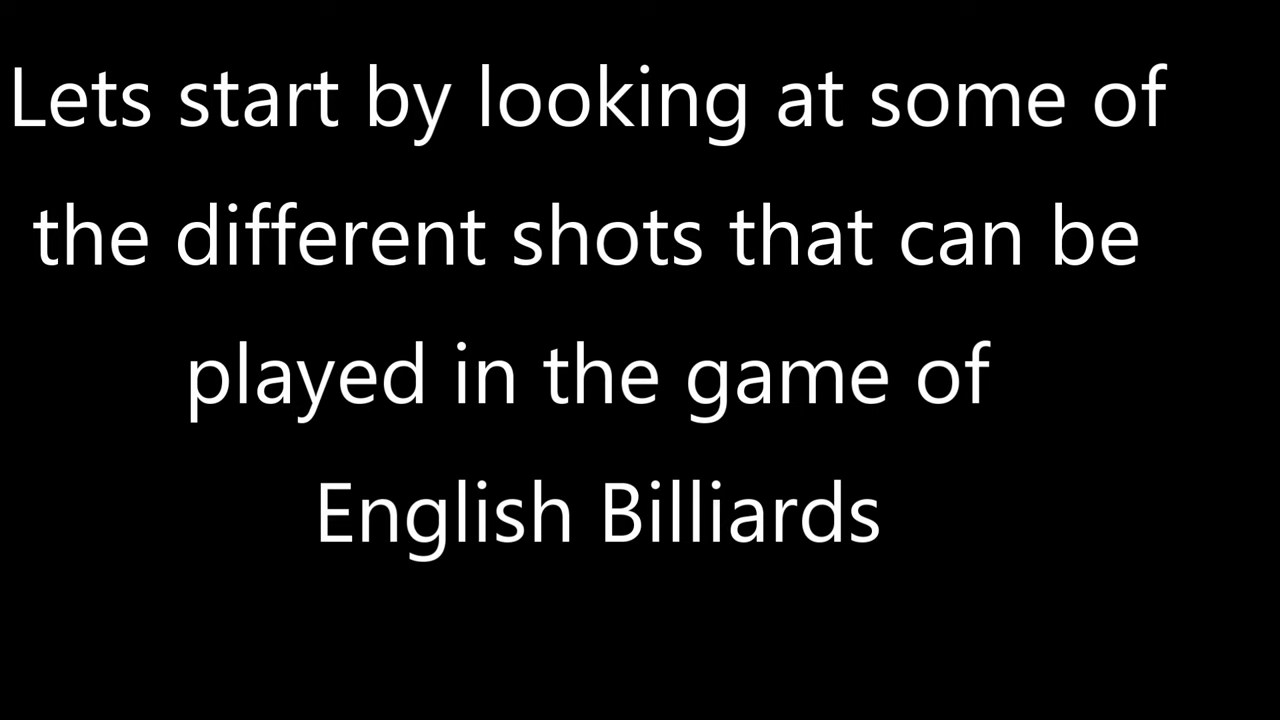 Lets start by looking at some of
the different shots that can be
played in the game of
English Billiards